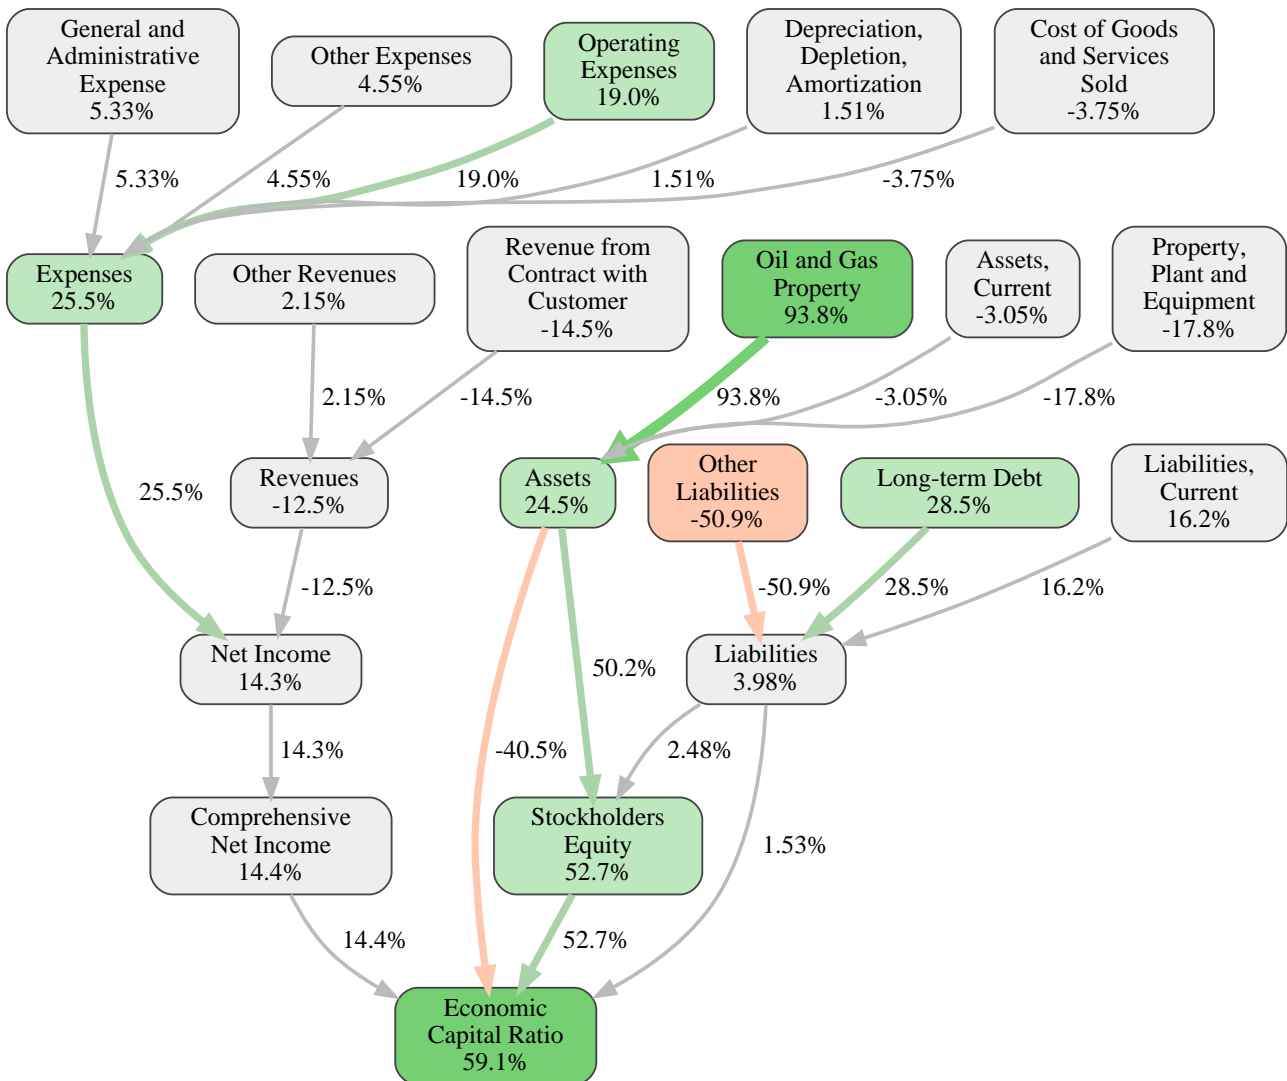 General and
Administrative
Expense
5.33%
Other Expenses
4.55%
Operating
Expenses
19.0%
Depreciation,
Depletion,
Amortization
1.51%
Cost of Goods
and Services
Sold
-3.75%
5.33%
4.55%
19.0%
1.51%
-3.75%
Expenses
25.5%
Other Revenues
2.15%
Revenue from
Contract with
Customer
-14.5%
Oil and Gas
Property
93.8%
Assets,
Current
-3.05%
Property,
Plant and
Equipment
-17.8%
2.15%
-14.5%
93.8%
-3.05%
-17.8%
25.5%
Revenues
-12.5%
Assets
24.5%
Other
Liabilities
-50.9%
Long-term Debt
28.5%
Liabilities,
Current
16.2%
-12.5%
-50.9%
28.5%
16.2%
Net Income
14.3%
50.2%
Liabilities
3.98%
14.3%
-40.5%
2.48%
Comprehensive
Net Income
14.4%
Stockholders
Equity
52.7%
1.53%
14.4%
52.7%
Economic
Capital Ratio
59.1%